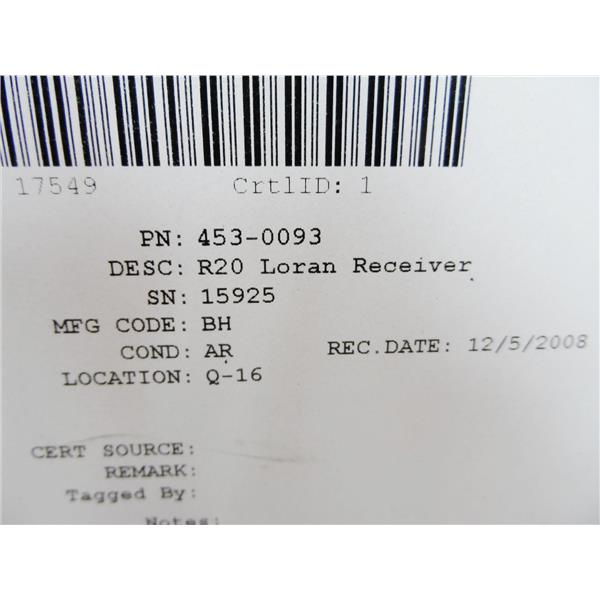 17549 CrtlID: 1
PN: 453-0093
DESC: R20 Loran Receiver
SN: 15925
MFG CODE: BH
COND: AR REC.DATE: 12/5/2008
LOCATION: Q-16
CERT SOURCE:
REMARK:
Tagged By:
Notes: